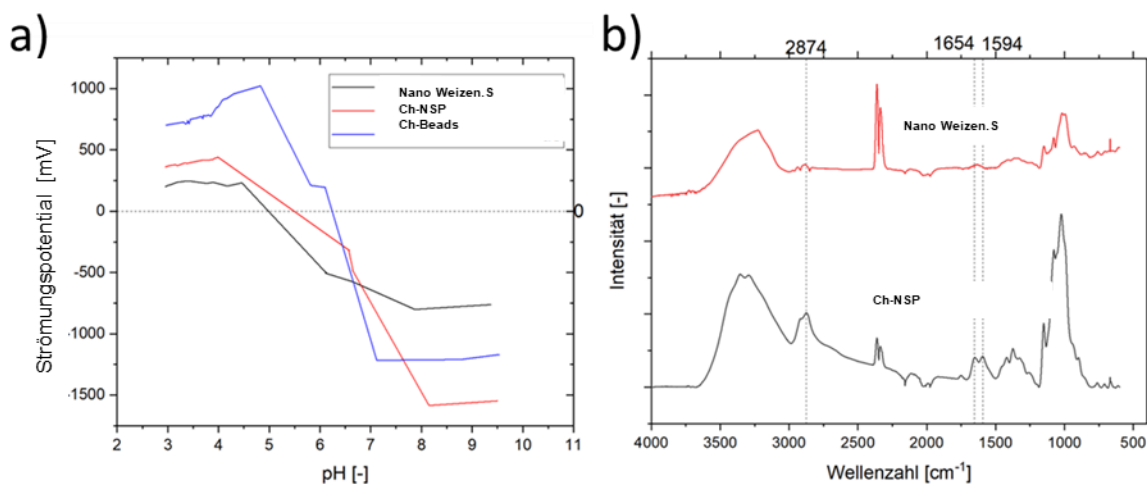 a)
Strömungspotential [mV]
1000
500
0
-500
-1000
-1500
Nano Weizen.S
Ch-NSP
Ch-Beads
0
2 3 4 5 6 7 8 9 10 11
pH [-]
b)
2874 1654 1594
Intensität [-]
Nano Weizen.S
Ch-NSP
4000 3500 3000 2500 2000 1500 1000 500
Wellenzahl [cm⁻¹]